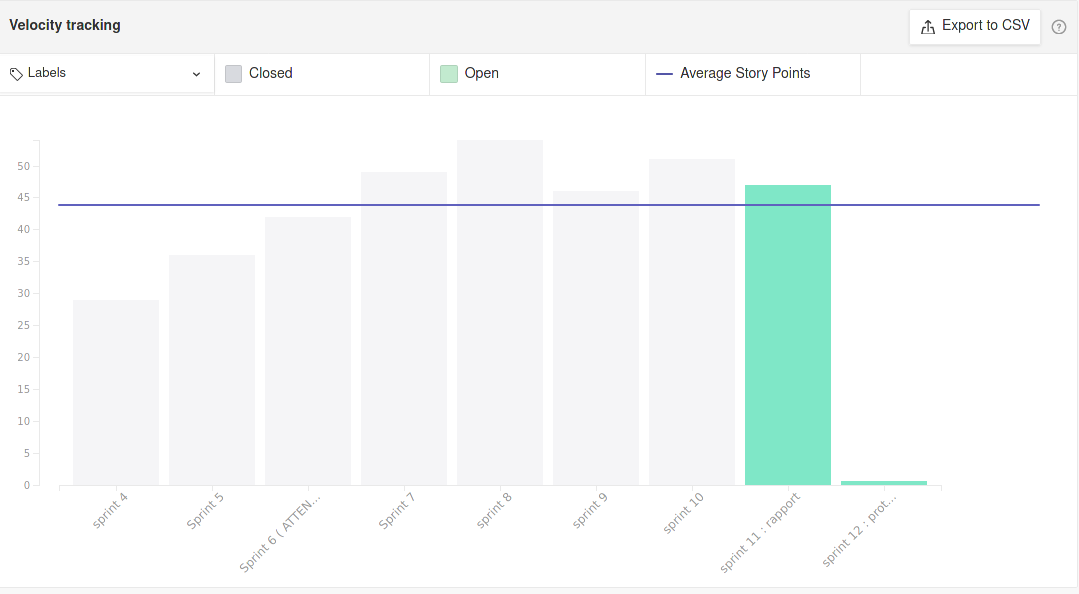 Velocity tracking
Export to CSV
?
Labels
Closed
Open
Average Story Points
50
45
40
35
30
25
20
15
10
5
0
sprint 4
Sprint 5
Sprint 6 ( ATTEN...
Sprint 7
sprint 8
sprint 9
sprint 10
sprint 11 : rapport
sprint 12 : prot...